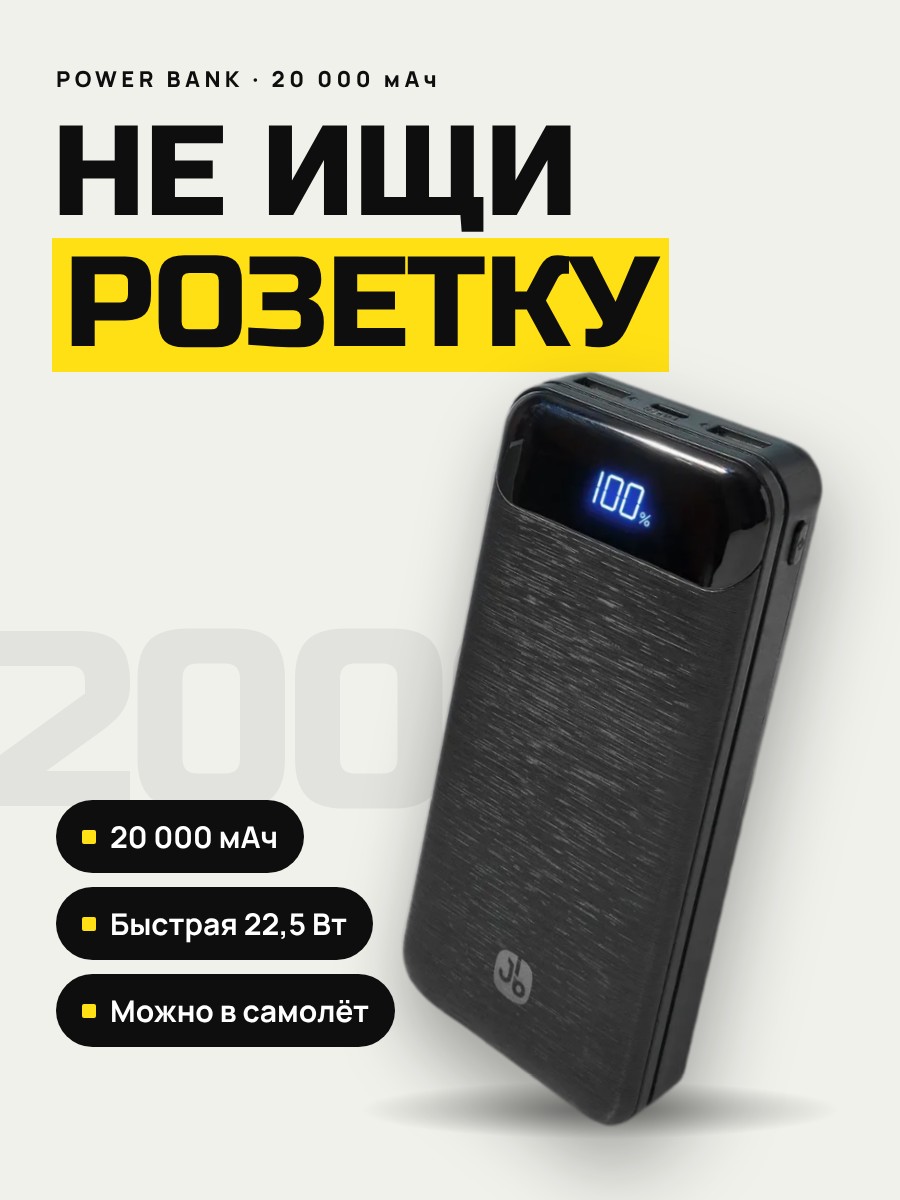 POWER BANK · 20 000 мАч
НЕ ИЩИ
РОЗЕТКУ
100%
200
20 000 мАч
Быстрая 22,5 Вт
Можно в самолёт